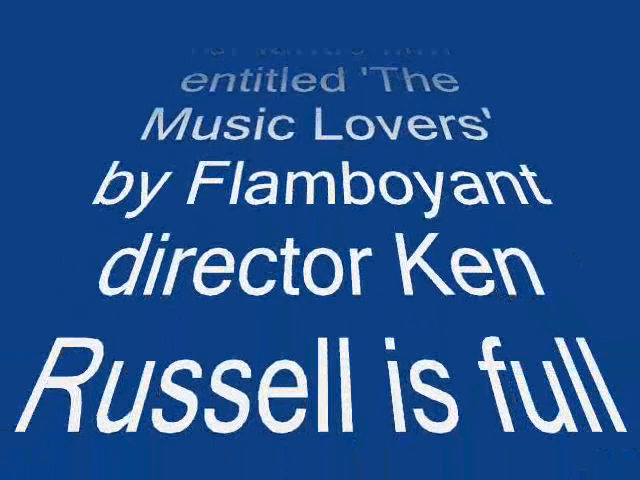 entitled 'The
Music Lovers'
by Flamboyant
director Ken
Russell is full